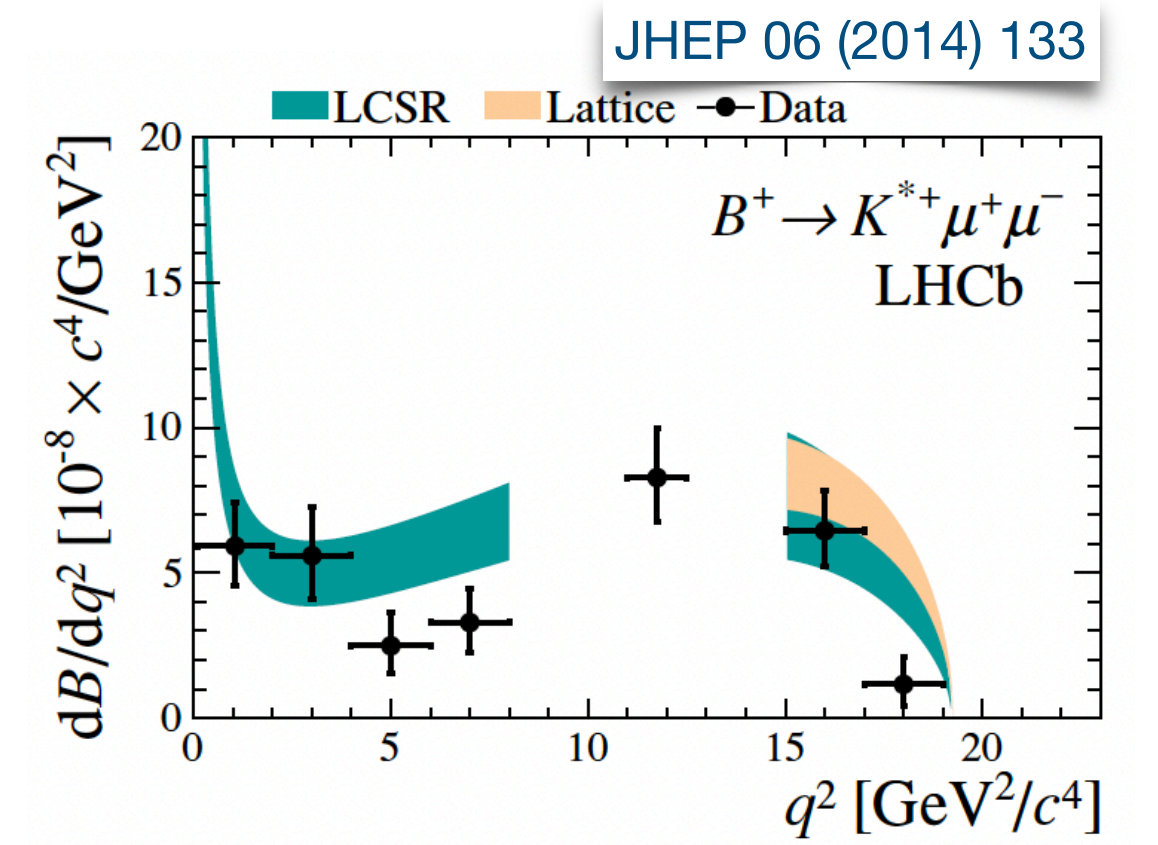 JHEP 06 (2014) 133
LCSR Lattice Data
dB/dq² [10⁻⁸ × c⁴/GeV²]
20
15
10
5
0
B⁺ → K*⁺μ⁺μ⁻
LHCb
0 5 10 15 20
q² [GeV²/c⁴]